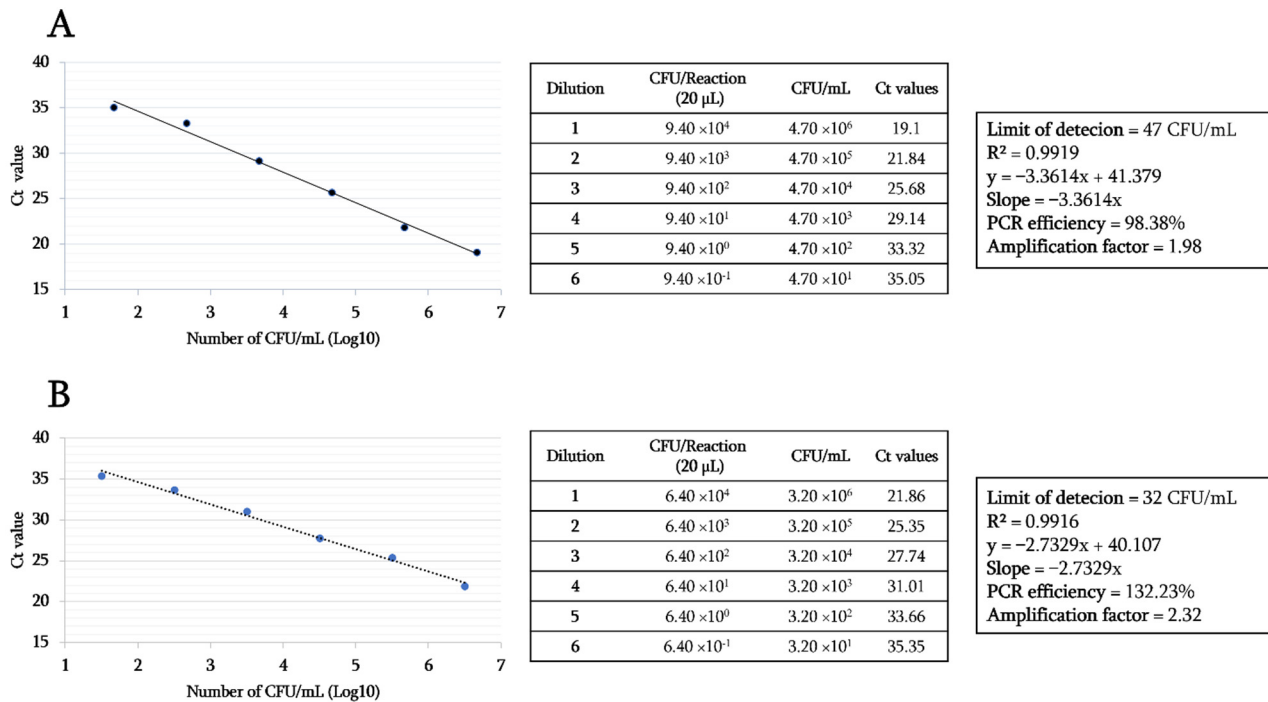 A
40
35
30
25
20
15
Ct value
1 2 3 4 5 6 7
Number of CFU/mL (Log10)
Dilution CFU/Reaction (20 µL) CFU/mL Ct values
1 9.40 ×10⁴ 4.70 ×10⁶ 19.1
2 9.40 ×10³ 4.70 ×10⁵ 21.84
3 9.40 ×10² 4.70 ×10⁴ 25.68
4 9.40 ×10¹ 4.70 ×10³ 29.14
5 9.40 ×10⁰ 4.70 ×10² 33.32
6 9.40 ×10⁻¹ 4.70 ×10¹ 35.05
Limit of detecion = 47 CFU/mL
R² = 0.9919
y = −3.3614x + 41.379
Slope = −3.3614x
PCR efficiency = 98.38%
Amplification factor = 1.98
B
40
35
30
25
20
15
Ct value
1 2 3 4 5 6 7
Number of CFU/mL (Log10)
Dilution CFU/Reaction (20 µL) CFU/mL Ct values
1 6.40 ×10⁴ 3.20 ×10⁶ 21.86
2 6.40 ×10³ 3.20 ×10⁵ 25.35
3 6.40 ×10² 3.20 ×10⁴ 27.74
4 6.40 ×10¹ 3.20 ×10³ 31.01
5 6.40 ×10⁰ 3.20 ×10² 33.66
6 6.40 ×10⁻¹ 3.20 ×10¹ 35.35
Limit of detecion = 32 CFU/mL
R² = 0.9916
y = −2.7329x + 40.107
Slope = −2.7329x
PCR efficiency = 132.23%
Amplification factor = 2.32